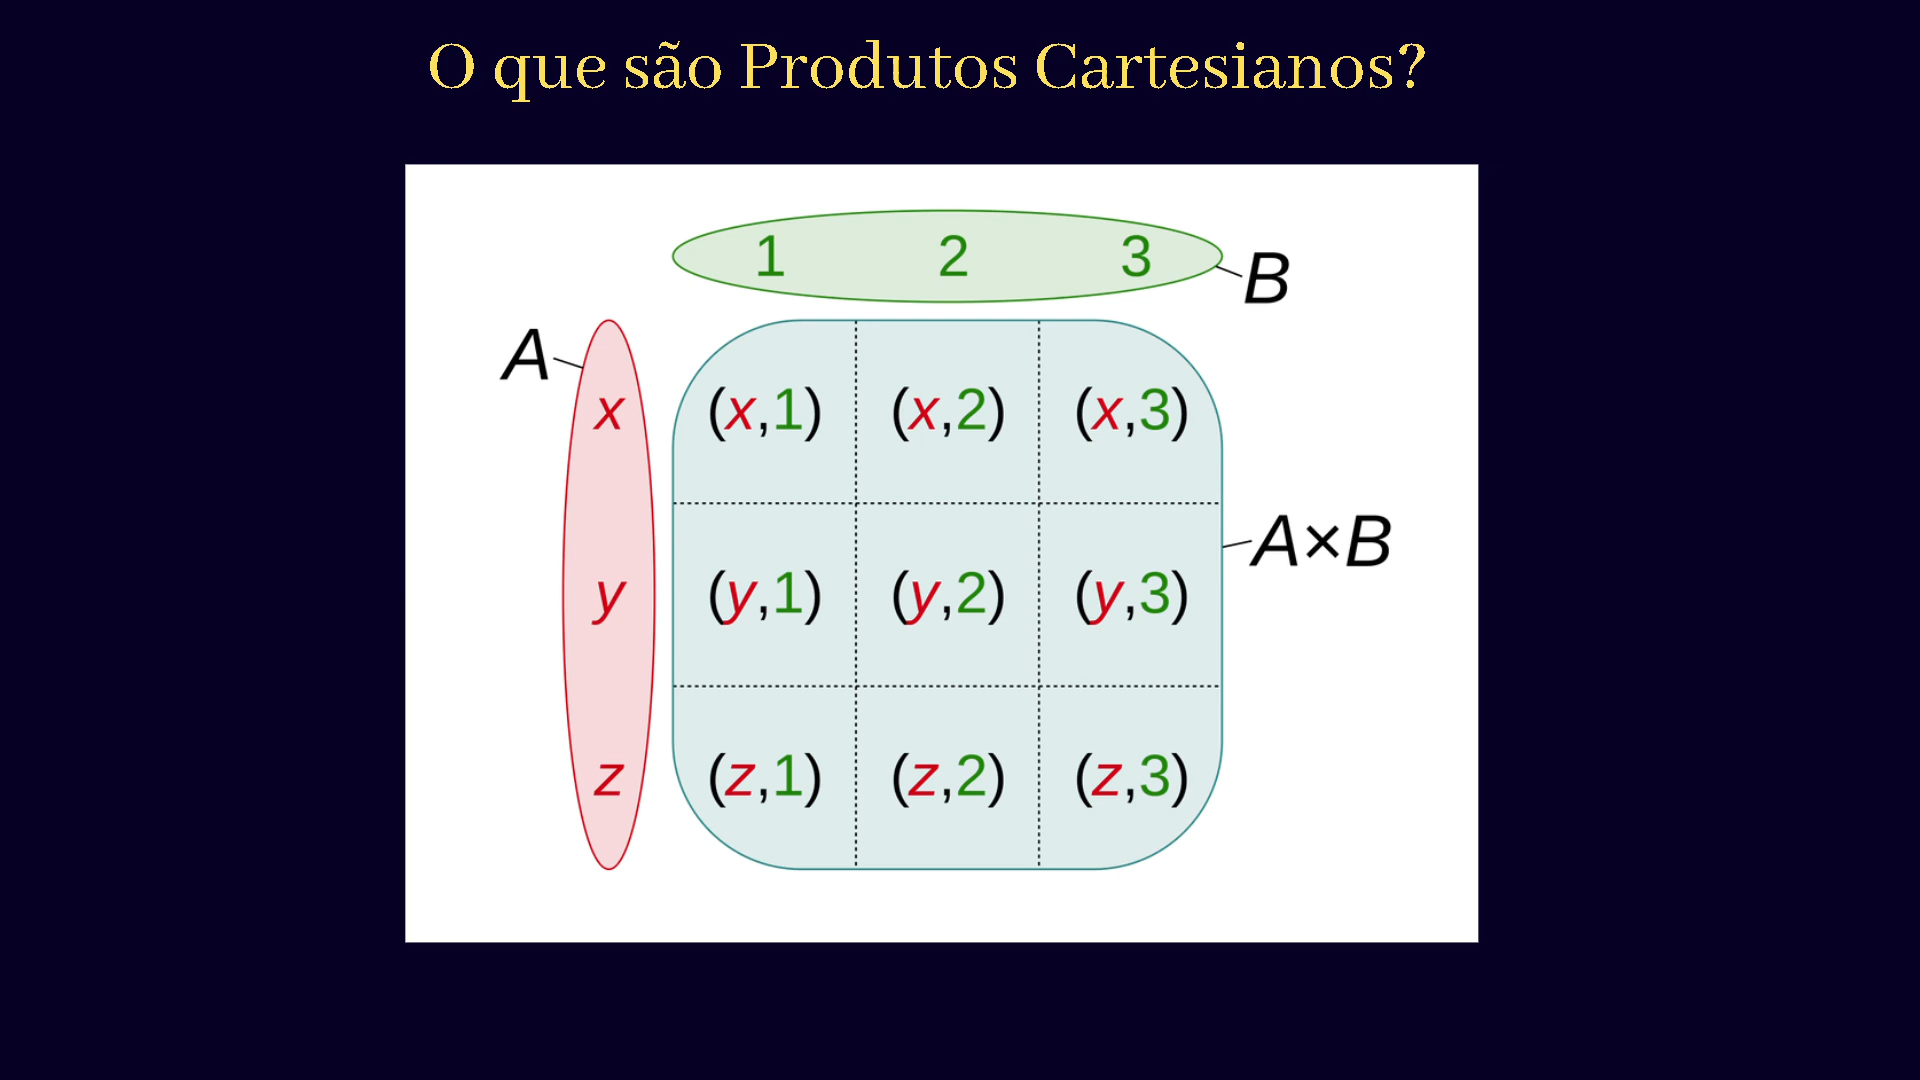 O que são Produtos Cartesianos?
1 2 3
B
A
x (x,1) (x,2) (x,3)
A×B
y (y,1) (y,2) (y,3)
z (z,1) (z,2) (z,3)